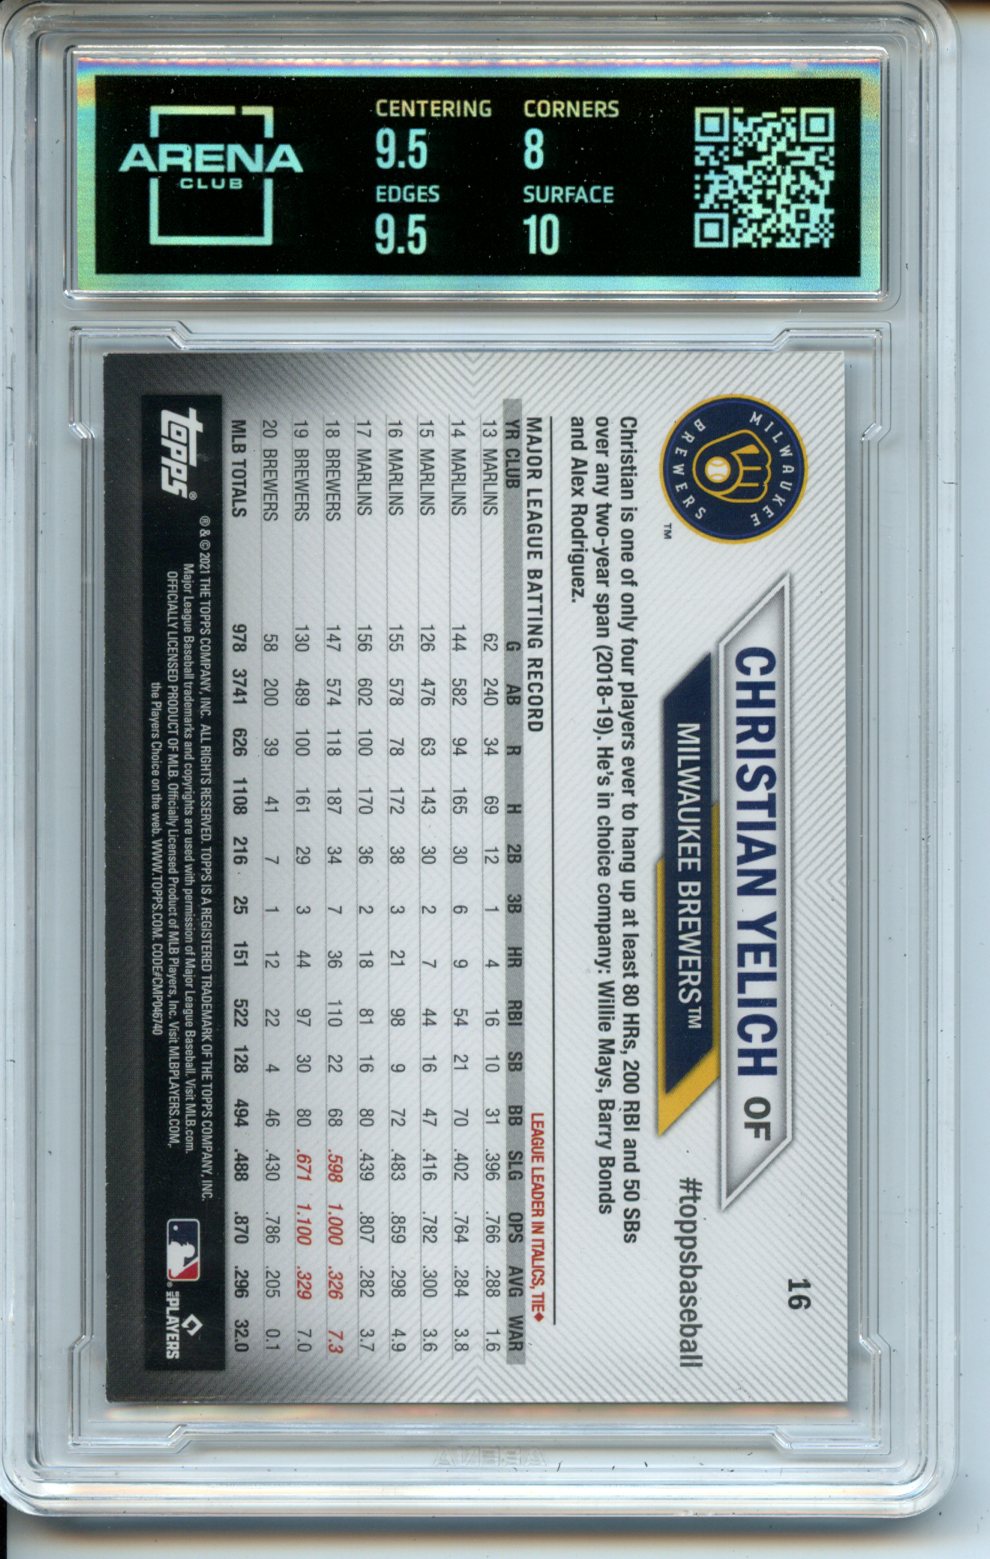 ARENA
CLUB
CENTERING CORNERS
9.5 8
EDGES SURFACE
9.5 10
16
MILWAUKEE
BREWERS
TM
CHRISTIAN YELICH OF
MILWAUKEE BREWERS™
#toppsbaseball
Christian is one of only four players ever to hang up at least 80 HRs, 200 RBI and 50 SBs
over any two-year span (2018-19). He's in choice company: Willie Mays, Barry Bonds
and Alex Rodriguez.
MAJOR LEAGUE BATTING RECORD LEAGUE LEADER IN ITALICS, TIE♦
YR CLUB G AB R H 2B 3B HR RBI SB BB SLG OPS AVG WAR
13 MARLINS 62 240 34 69 12 1 4 16 10 31 .396 .766 .288 1.6
14 MARLINS 144 582 94 165 30 6 9 54 21 70 .402 .764 .284 3.8
15 MARLINS 126 476 63 143 30 2 7 44 16 47 .416 .782 .300 3.6
16 MARLINS 155 578 78 172 38 3 21 98 9 72 .483 .859 .298 4.9
17 MARLINS 156 602 100 170 36 2 18 81 16 80 .439 .807 .282 3.7
18 BREWERS 147 574 118 187 34 7 36 110 22 68 .598 1.000 .326 7.3
19 BREWERS 130 489 100 161 29 3 44 97 30 80 .671 1.100 .329 7.0
20 BREWERS 58 200 39 41 7 1 12 22 4 46 .430 .786 .205 0.1
MLB TOTALS 978 3741 626 1108 216 25 151 522 128 494 .488 .870 .296 32.0
topps®
® & © 2021 THE TOPPS COMPANY, INC. ALL RIGHTS RESERVED. TOPPS IS A REGISTERED TRADEMARK OF THE TOPPS COMPANY, INC.
Major League Baseball trademarks and copyrights are used with permission of Major League Baseball. Visit MLB.com.
OFFICIALLY LICENSED PRODUCT OF MLB. Officially Licensed Product of MLB Players, Inc. Visit MLBPLAYERS.COM,
the Players Choice on the web. WWW.TOPPS.COM. CODE#CMP046740
MLB PLAYERS